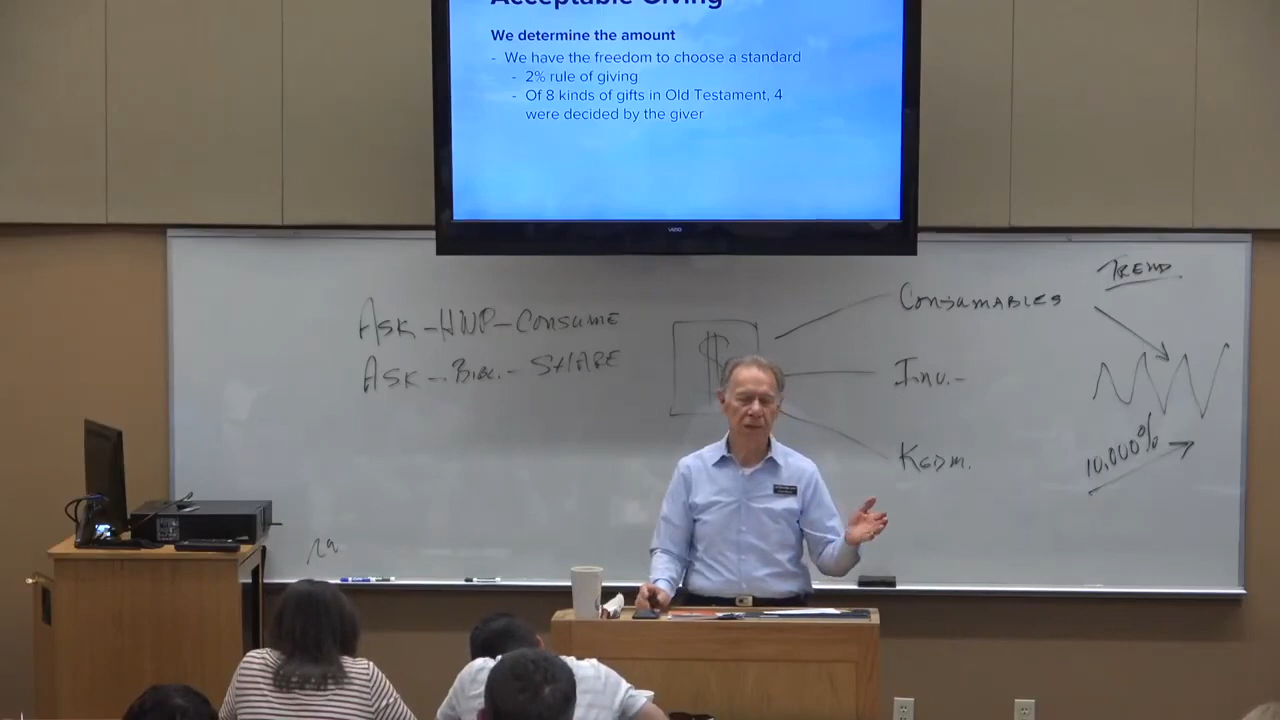 Acceptable Giving
We determine the amount
- We have the freedom to choose a standard
- 2% rule of giving
- Of 8 kinds of gifts in Old Testament, 4
were decided by the giver
VIZIO
ASK - HWP - CONSUME
ASK - BIBL. - SHARE
$
CONSUMABLES
INV. -
KGDM.
TREND
10,000%